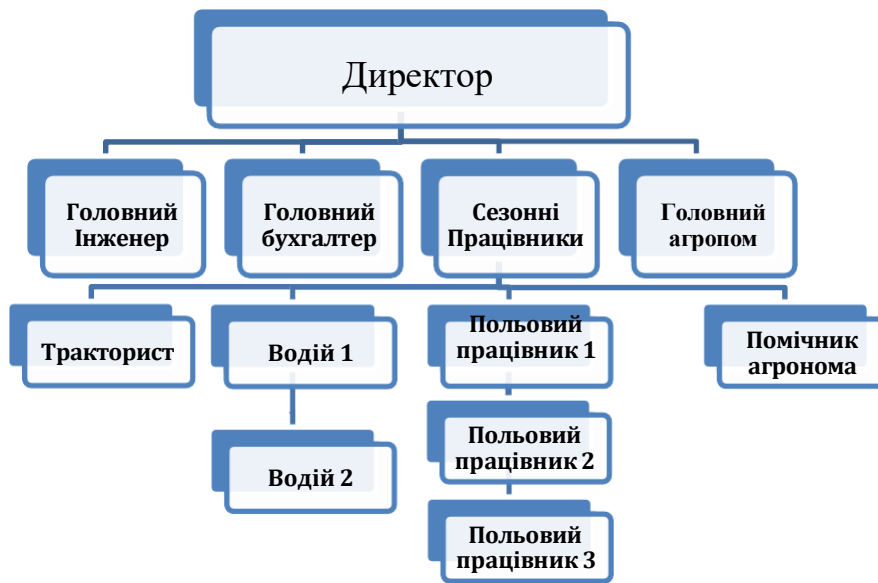 Директор
Головний
Інженер
Головний
бухгалтер
Сезонні
Працівники
Головний
агропом
Тракторист
Водій 1
Польовий
працівник 1
Помічник
агронома
Водій 2
Польовий
працівник 2
Польовий
працівник 3